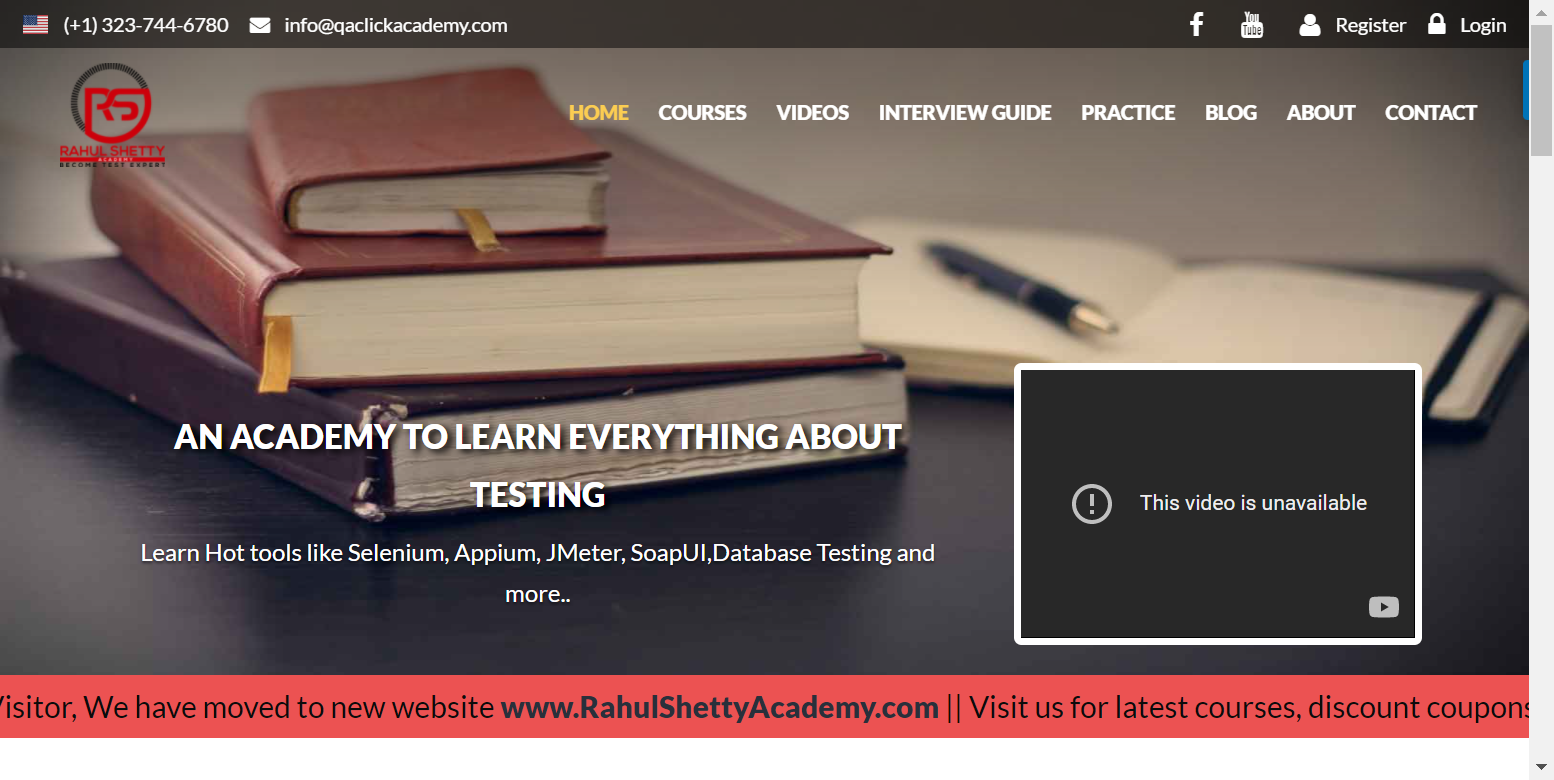 (+1) 323-744-6780 info@qaclickacademy.com You Tube Register Login
RS
RAHUL SHETTY
ACADEMY
BECOME TEST EXPERT
HOME COURSES VIDEOS INTERVIEW GUIDE PRACTICE BLOG ABOUT CONTACT
AN ACADEMY TO LEARN EVERYTHING ABOUT
TESTING
Learn Hot tools like Selenium, Appium, JMeter, SoapUI,Database Testing and
more..
This video is unavailable
Visitor, We have moved to new website www.RahulShettyAcademy.com || Visit us for latest courses, discount coupons